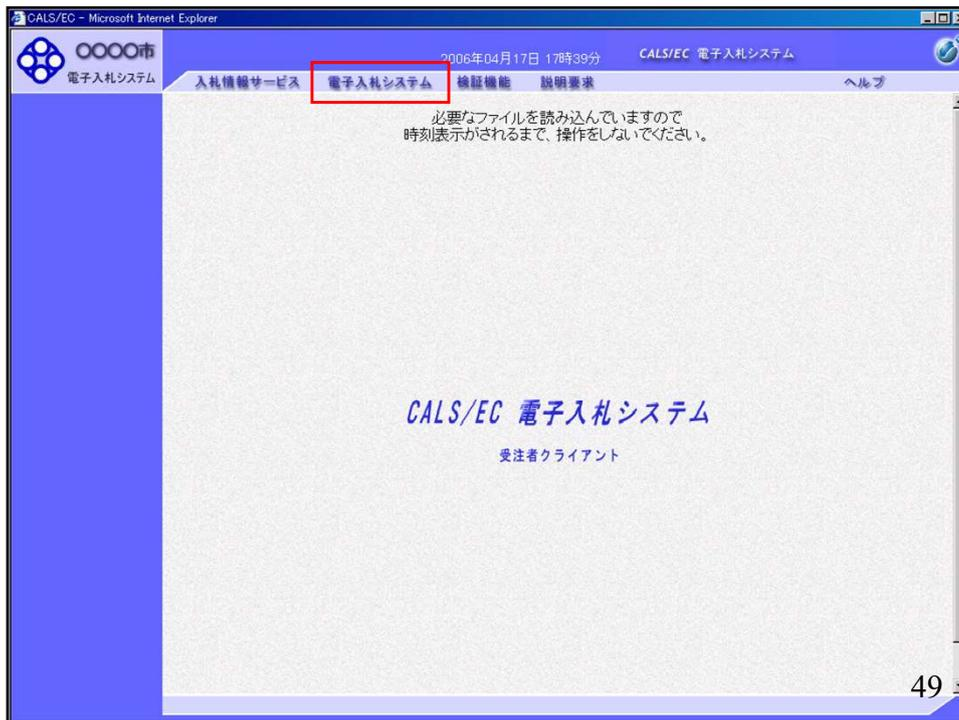 CALS/EC - Microsoft Internet Explorer
〇〇〇〇市
電子入札システム
2006年04月17日 17時39分
CALS/EC 電子入札システム
入札情報サービス 電子入札システム 検証機能 説明要求 ヘルプ
必要なファイルを読み込んでいますので
時刻表示がされるまで、操作をしないでください。
CALS/EC 電子入札システム
受注者クライアント
49